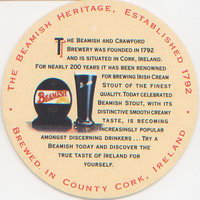 • THE BEAMISH HERITAGE, ESTABLISHED 1792 •
THE BEAMISH AND CRAWFORD
BREWERY WAS FOUNDED IN 1792
AND IS SITUATED IN CORK, IRELAND.
FOR NEARLY 200 YEARS IT HAS BEEN RENOWNED
FOR BREWING IRISH CREAM
STOUT OF THE FINEST
QUALITY. TODAY CELEBRATED
BEAMISH STOUT, WITH ITS
DISTINCTIVE SMOOTH CREAMY
TASTE, IS BECOMING
INCREASINGLY POPULAR
AMONGST DISCERNING DRINKERS ... TRY A
BEAMISH TODAY AND DISCOVER THE
TRUE TASTE OF IRELAND FOR
YOURSELF.
BEAMISH
BREWED IN COUNTY CORK, IRELAND